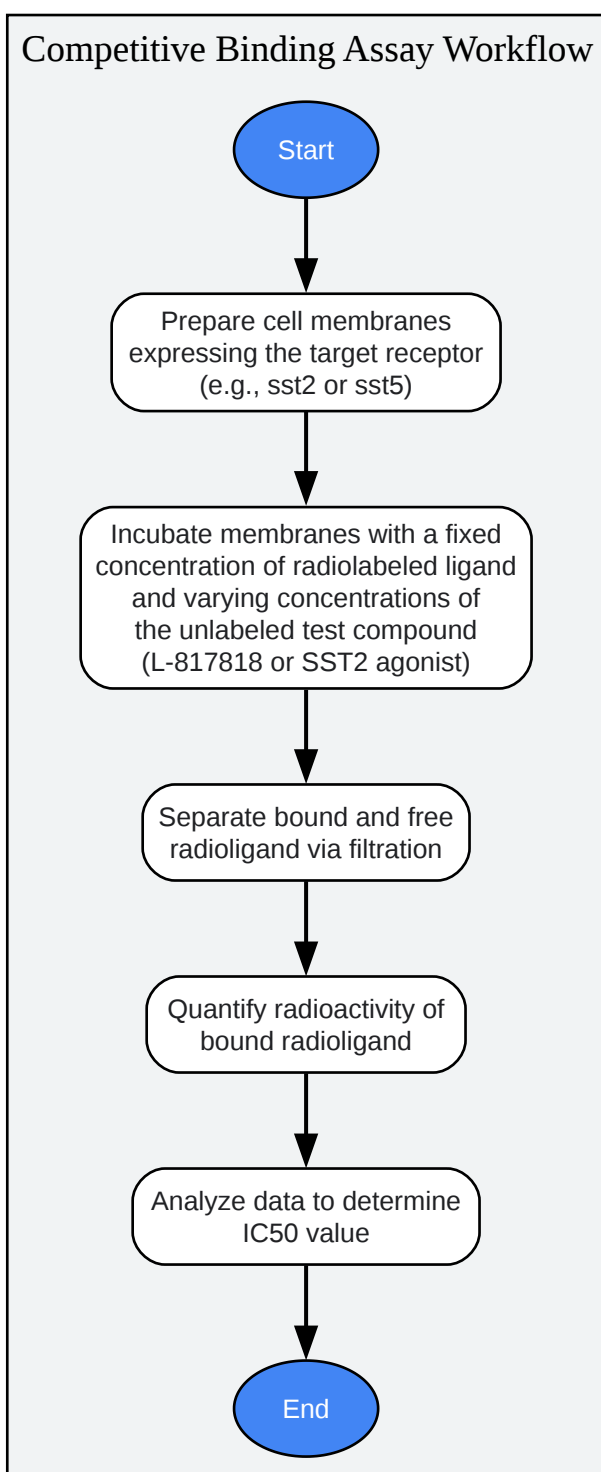 Competitive Binding Assay Workflow
Start
Prepare cell membranes
expressing the target receptor
(e.g., sst2 or sst5)
Incubate membranes with a fixed
concentration of radiolabeled ligand
and varying concentrations of
the unlabeled test compound
(L-817818 or SST2 agonist)
Separate bound and free
radioligand via filtration
Quantify radioactivity of
bound radioligand
Analyze data to determine
IC50 value
End